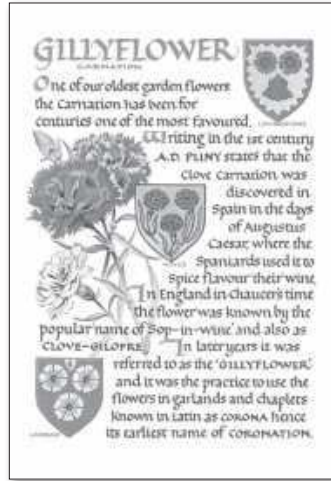 GILLYFLOWER
CARNATION
One of our oldest garden flowers
the Carnation has been for
centuries one of the most favoured.
Writing in the 1st century
A.D. PLINY states that the
clove carnation was
discovered in
Spain in the days
of Augustus
Caesar, where the
Spaniards used it to
spice flavour their wine
In England in Chaucer's time
the flower was known by the
popular name of 'Sop-in-wine' and also as
CLOVE-GILOFRE. In later years it was
referred to as the 'GILLYFLOWER'
and it was the practice to use the
flowers in garlands and chaplets
known in Latin as CORONA hence
its earliest name of CORONATION.